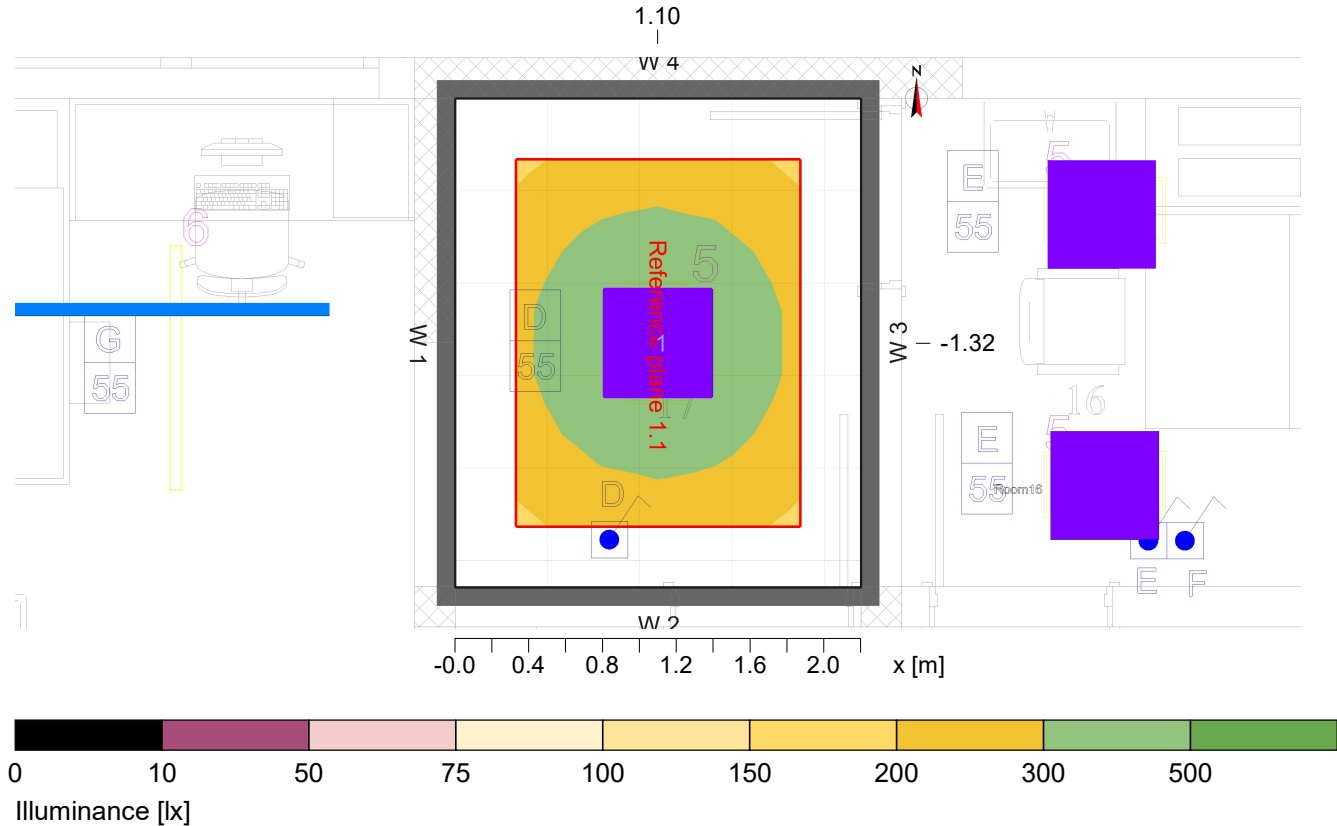 1.10
W 4
N
5
E
55
6
Reference plane 1.1
5
D
55
1
17
W 1
W 3
-1.32
G
55
16
5
E
55
Room16
D
E
F
W 2
-0.0 0.4 0.8 1.2 1.6 2.0 x [m]
0 10 50 75 100 150 200 300 500
Illuminance [lx]